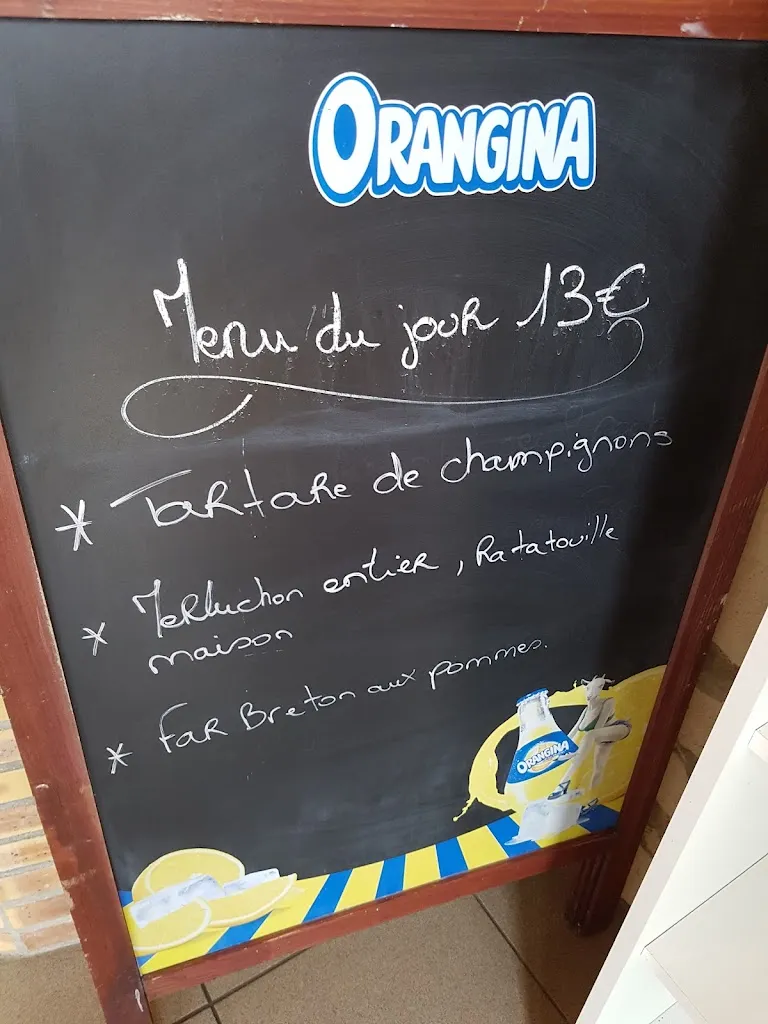 ORANGINA
Menu du jour 13€
* Tartare de champignons
* Merluchon entier, Ratatouille
maison
* Far Breton aux pommes.
ORANGINA